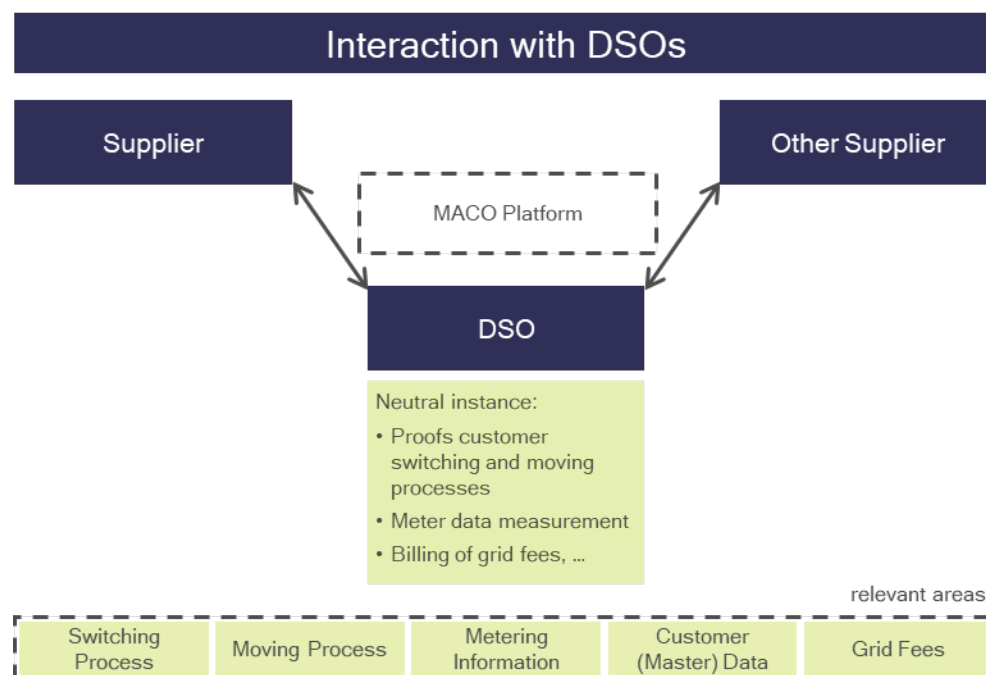 Interaction with DSOs
Supplier
Other Supplier
MACO Platform
DSO
Neutral instance:
• Proofs customer
switching and moving
processes
• Meter data measurement
• Billing of grid fees, ...
relevant areas
Switching
Process
Moving Process
Metering
Information
Customer
(Master) Data
Grid Fees